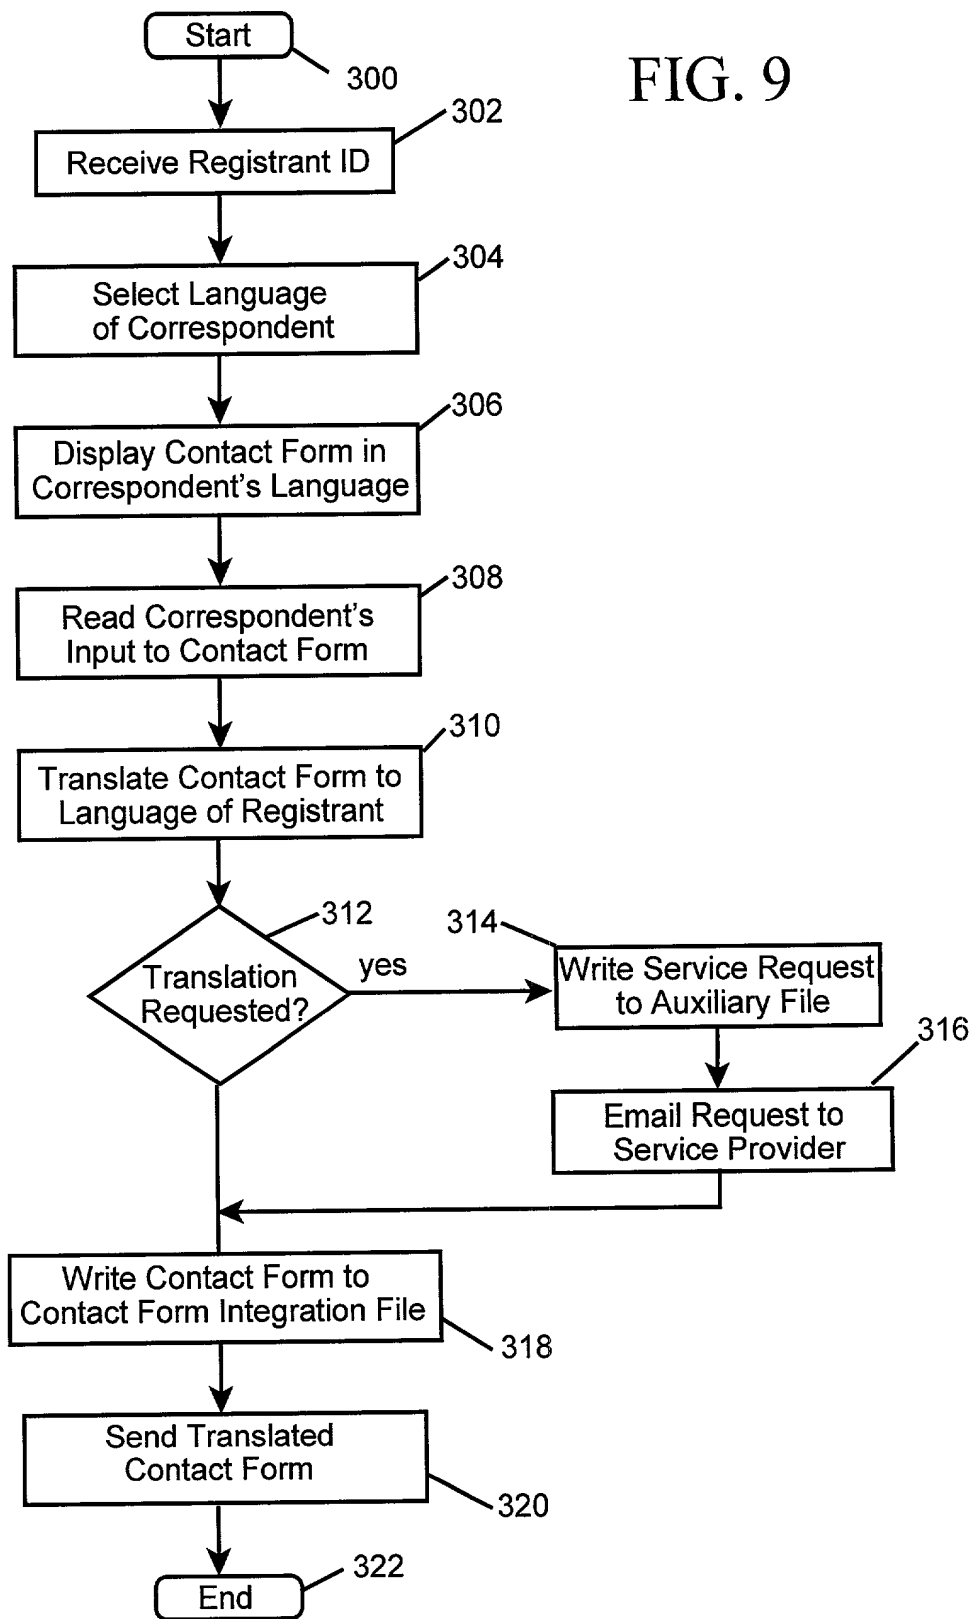 Start
300
FIG. 9
302
Receive Registrant ID
304
Select Language
of Correspondent
306
Display Contact Form in
Correspondent's Language
308
Read Correspondent's
Input to Contact Form
310
Translate Contact Form to
Language of Registrant
312
Translation
Requested?
yes
314
Write Service Request
to Auxiliary File
316
Email Request to
Service Provider
Write Contact Form to
Contact Form Integration File
318
Send Translated
Contact Form
320
322
End